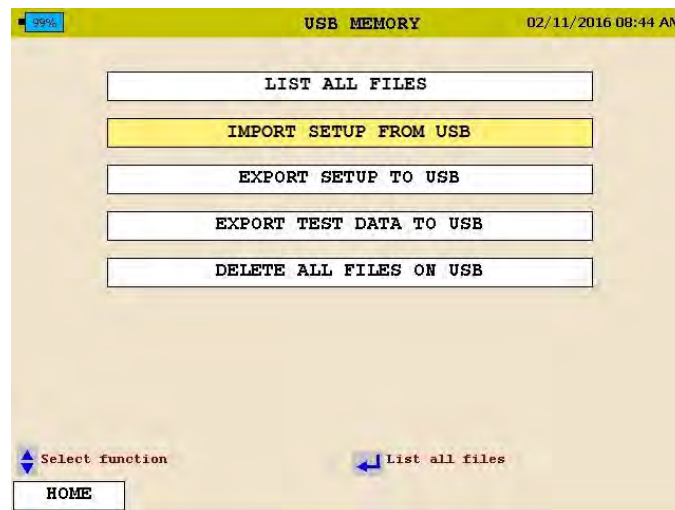 99% USB MEMORY 02/11/2016 08:44 AM
LIST ALL FILES
IMPORT SETUP FROM USB
EXPORT SETUP TO USB
EXPORT TEST DATA TO USB
DELETE ALL FILES ON USB
Select function List all files
HOME